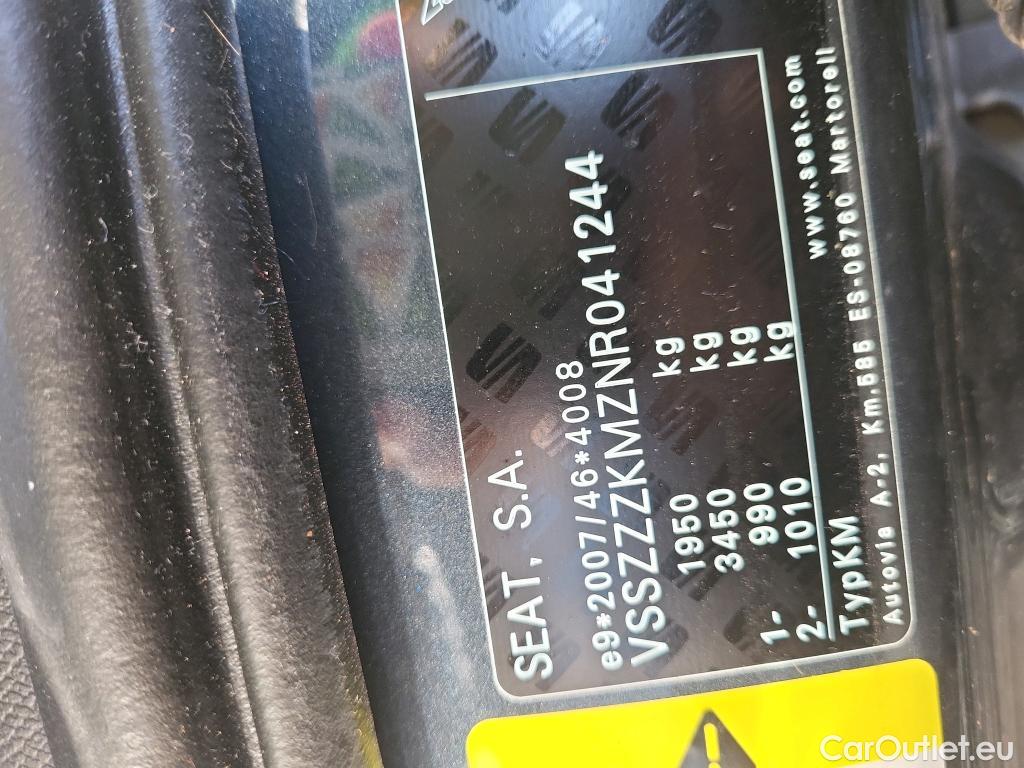 SEAT, S.A.
e9*2007/46*4008
VSSZZZKMZNR041244
1950 kg
3450 kg
1- 990 kg
2- 1010 kg
TypKM www.seat.com
Autovia A-2, Km.585 ES-08760 Martorell
CarOutlet.eu